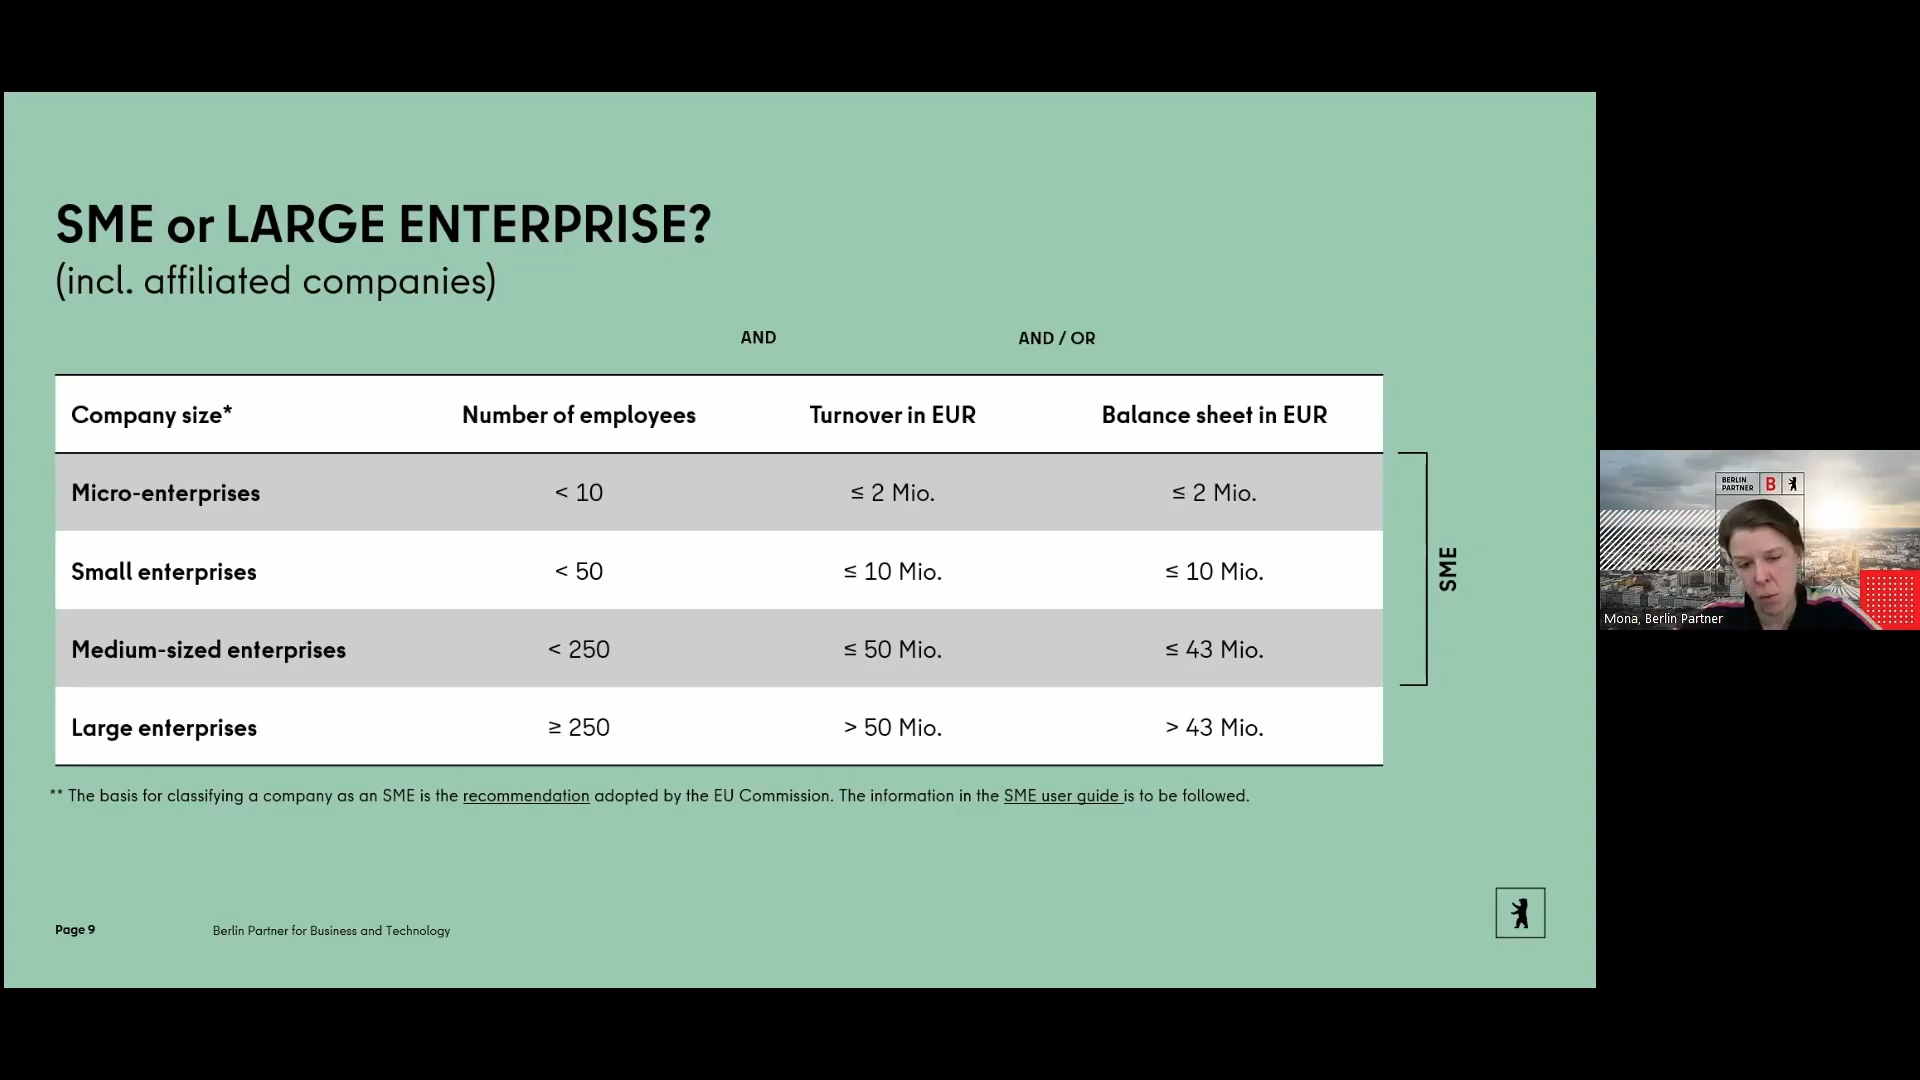 SME or LARGE ENTERPRISE?
(incl. affiliated companies)
AND AND / OR
Company size* Number of employees Turnover in EUR Balance sheet in EUR
Micro-enterprises < 10 ≤ 2 Mio. ≤ 2 Mio.
Small enterprises < 50 ≤ 10 Mio. ≤ 10 Mio.
Medium-sized enterprises < 250 ≤ 50 Mio. ≤ 43 Mio.
Large enterprises ≥ 250 > 50 Mio. > 43 Mio.
SME
** The basis for classifying a company as an SME is the recommendation adopted by the EU Commission. The information in the SME user guide is to be followed.
Page 9 Berlin Partner for Business and Technology
BERLIN
PARTNER B
Mona, Berlin Partner